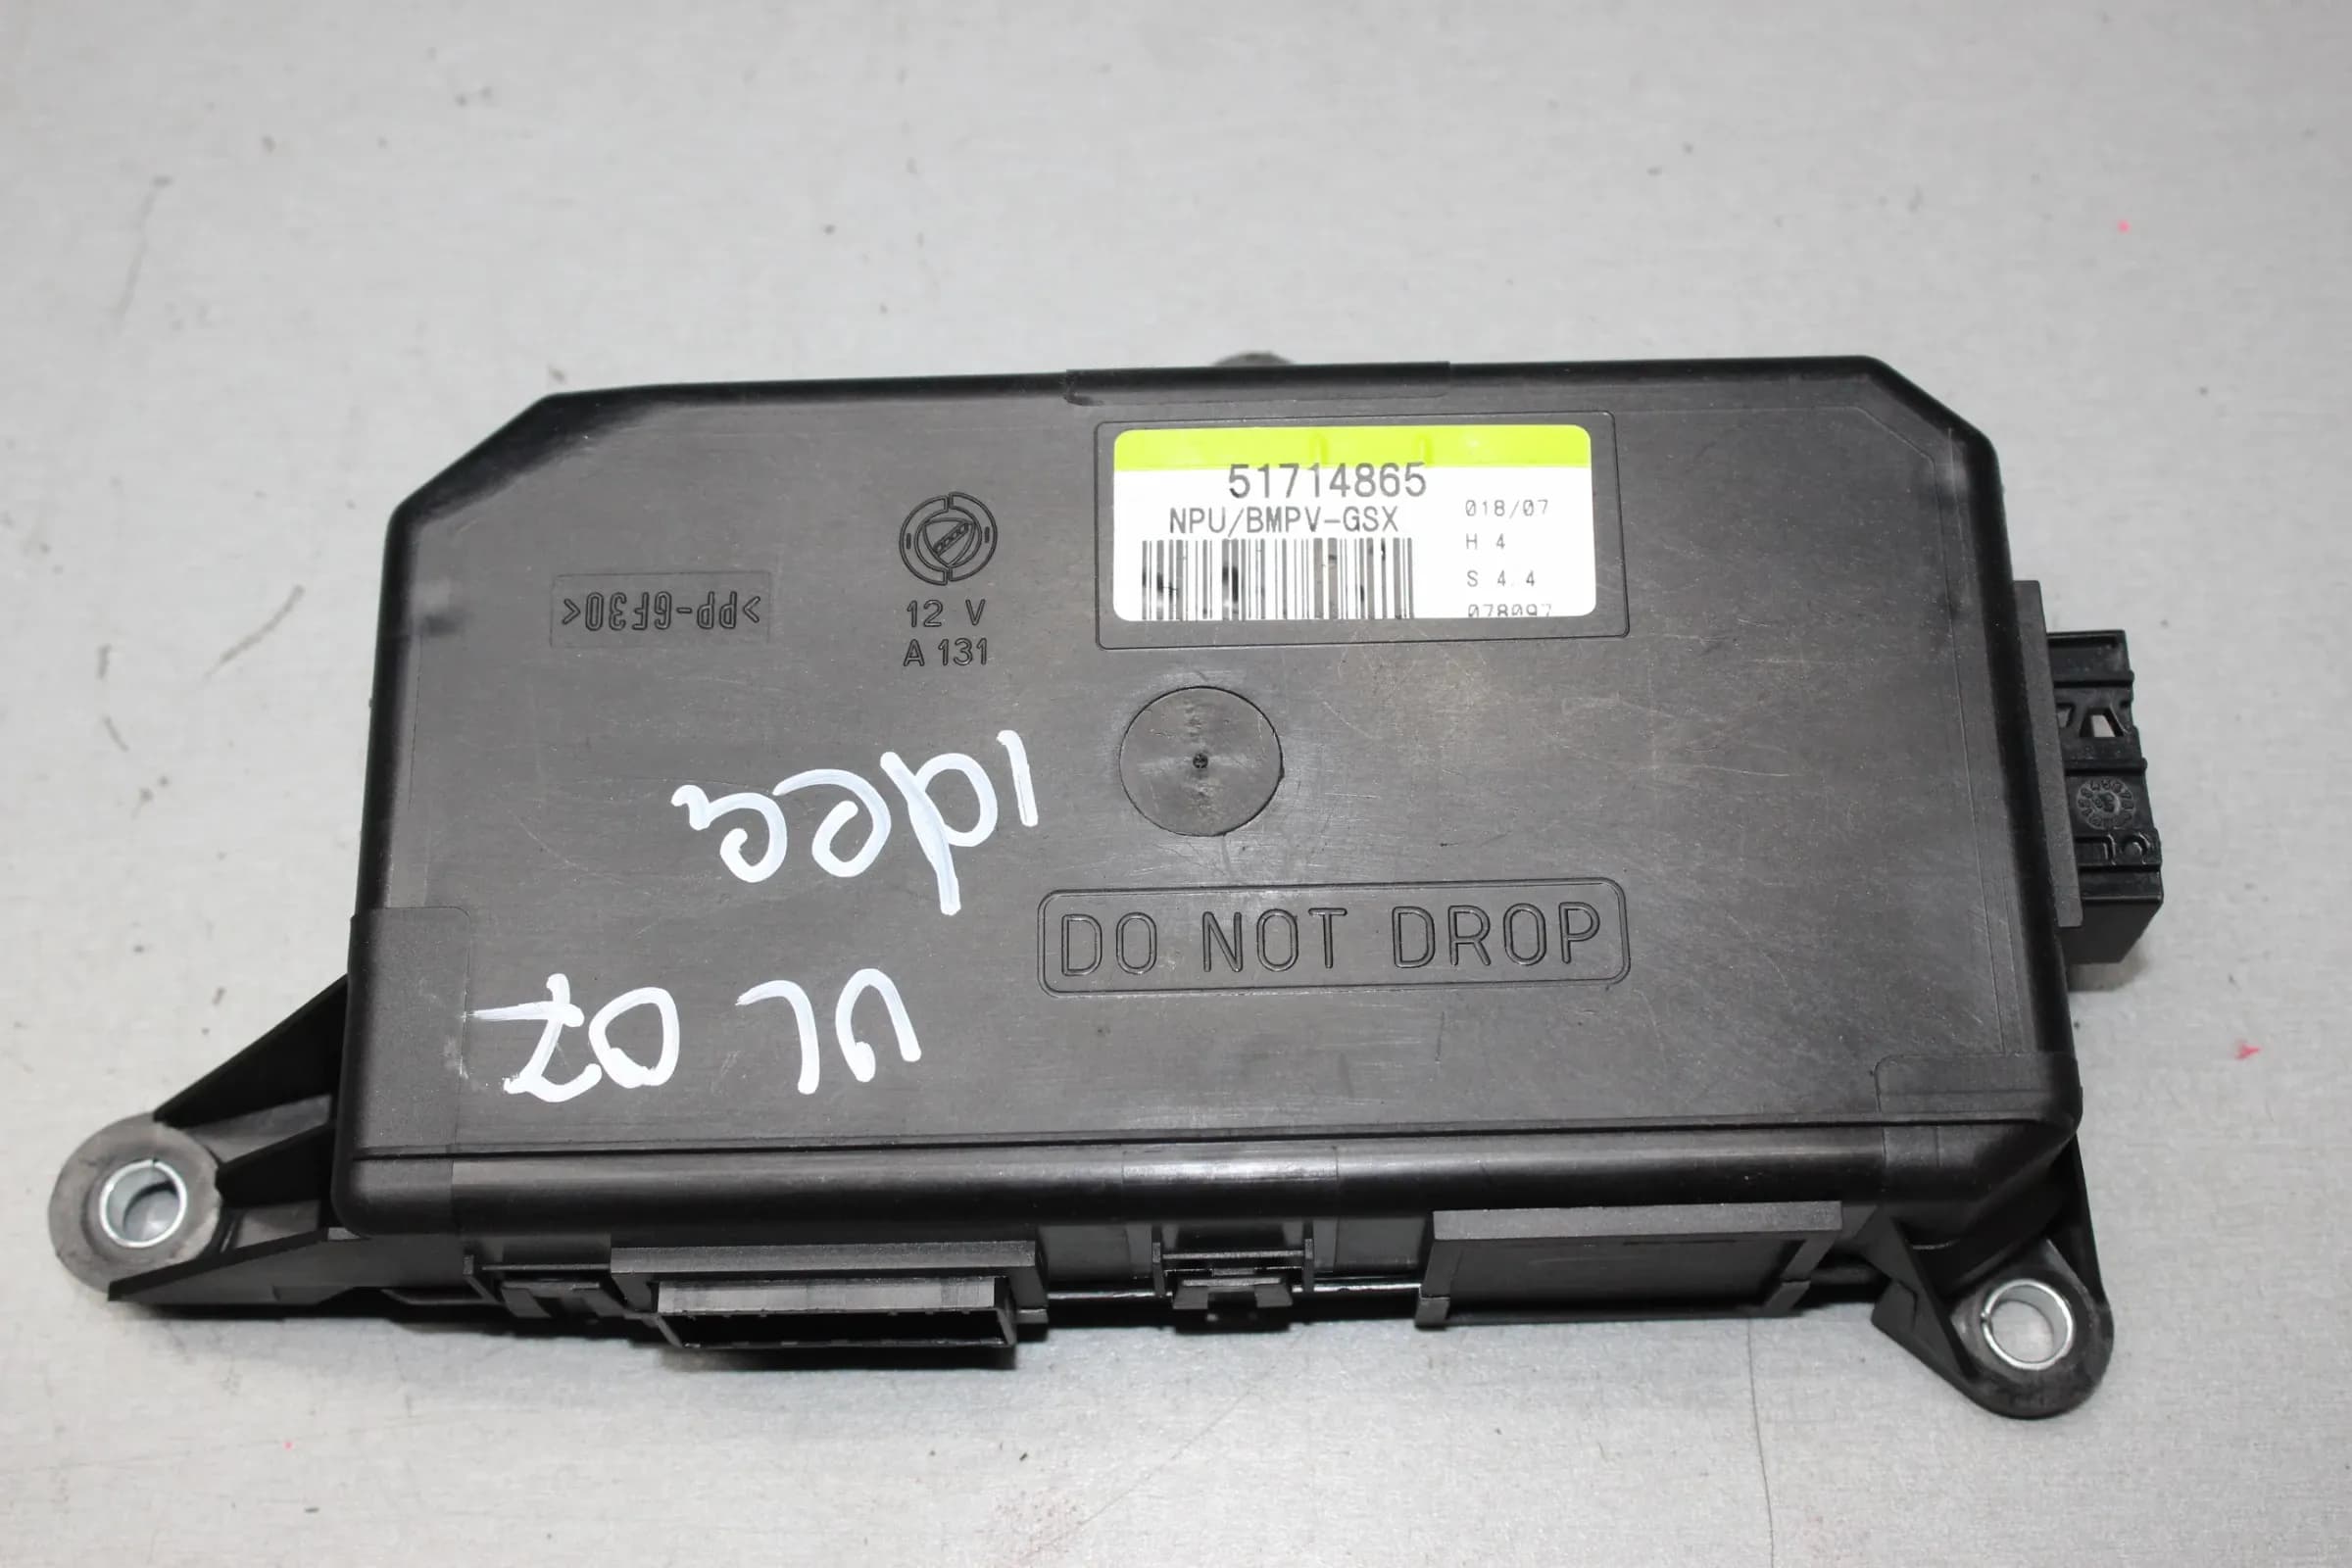 51714865
NPU/BMPV-GSX
018/07
H 4
S 4.4
078097
12 V
A 131
>PP-GF30<
Idea
VL 07
DO NOT DROP